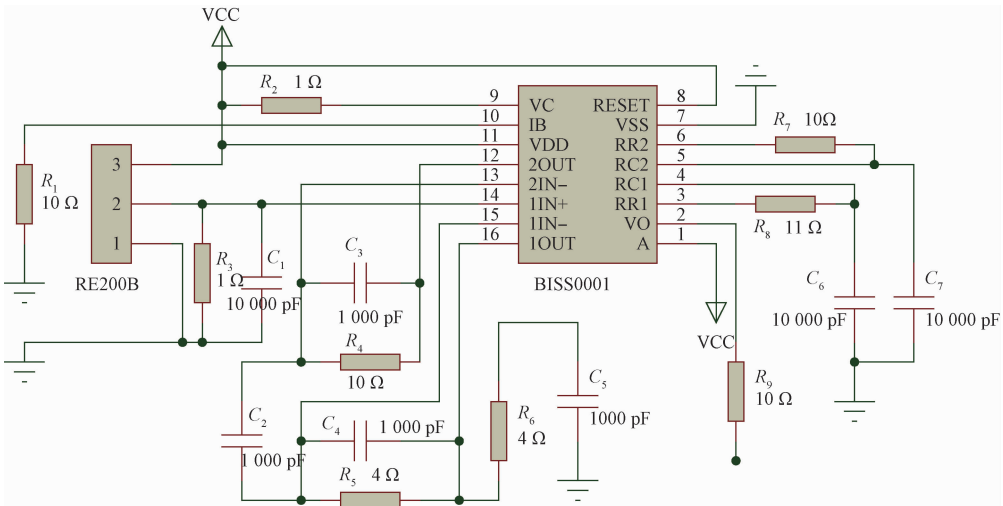 VCC
R2 1 Ω
9 VC RESET 8
10 IB VSS 7
11 VDD RR2 6
12 2OUT RC2 5
13 2IN- RC1 4
14 1IN+ RR1 3
15 1IN- VO 2
16 1OUT A 1
BISS0001
R7 10Ω
R1
10 Ω
3
2
1
RE200B
R3
1 Ω
C1
10 000 pF
C3
1 000 pF
R4
10 Ω
R8 11 Ω
C6
10 000 pF
C7
10 000 pF
VCC
R9
10 Ω
C2
1 000 pF
C4 1 000 pF
R5 4 Ω
R6
4 Ω
C5
1000 pF